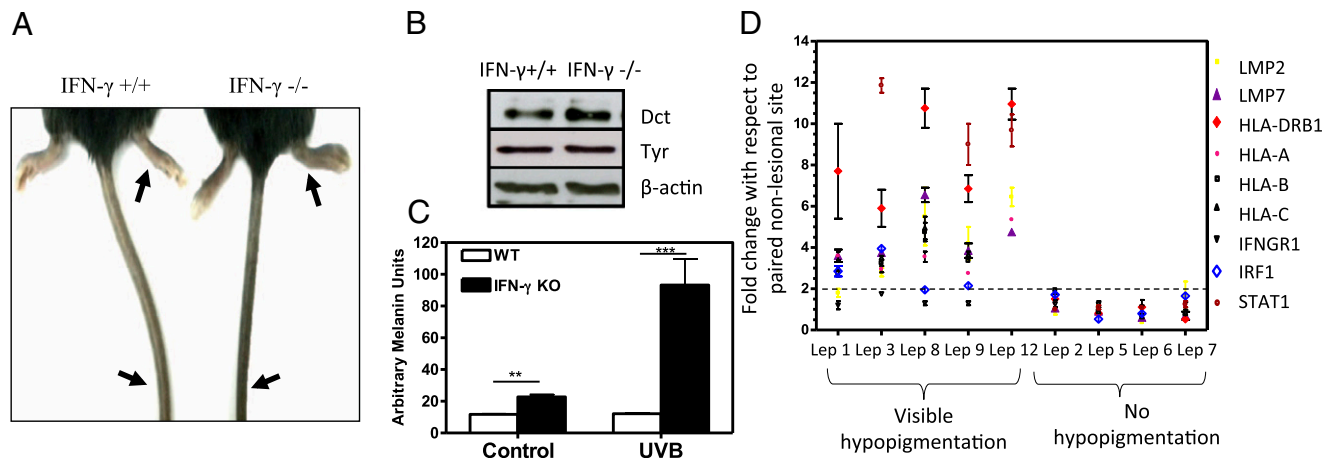 A
IFN-γ +/+ IFN-γ -/-
B
IFN-γ+/+ IFN-γ -/-
Dct
Tyr
β-actin
C
Arbitrary Melanin Units
120
100
80
60
40
20
0
WT
IFN-γ KO
**
***
Control UVB
D
Fold change with respect to
paired non-lesional site
14
12
10
8
6
4
2
0
Lep 1 Lep 3 Lep 8 Lep 9 Lep 12 Lep 2 Lep 5 Lep 6 Lep 7
Visible
hypopigmentation
No
hypopigmentation
LMP2
LMP7
HLA-DRB1
HLA-A
HLA-B
HLA-C
IFNGR1
IRF1
STAT1